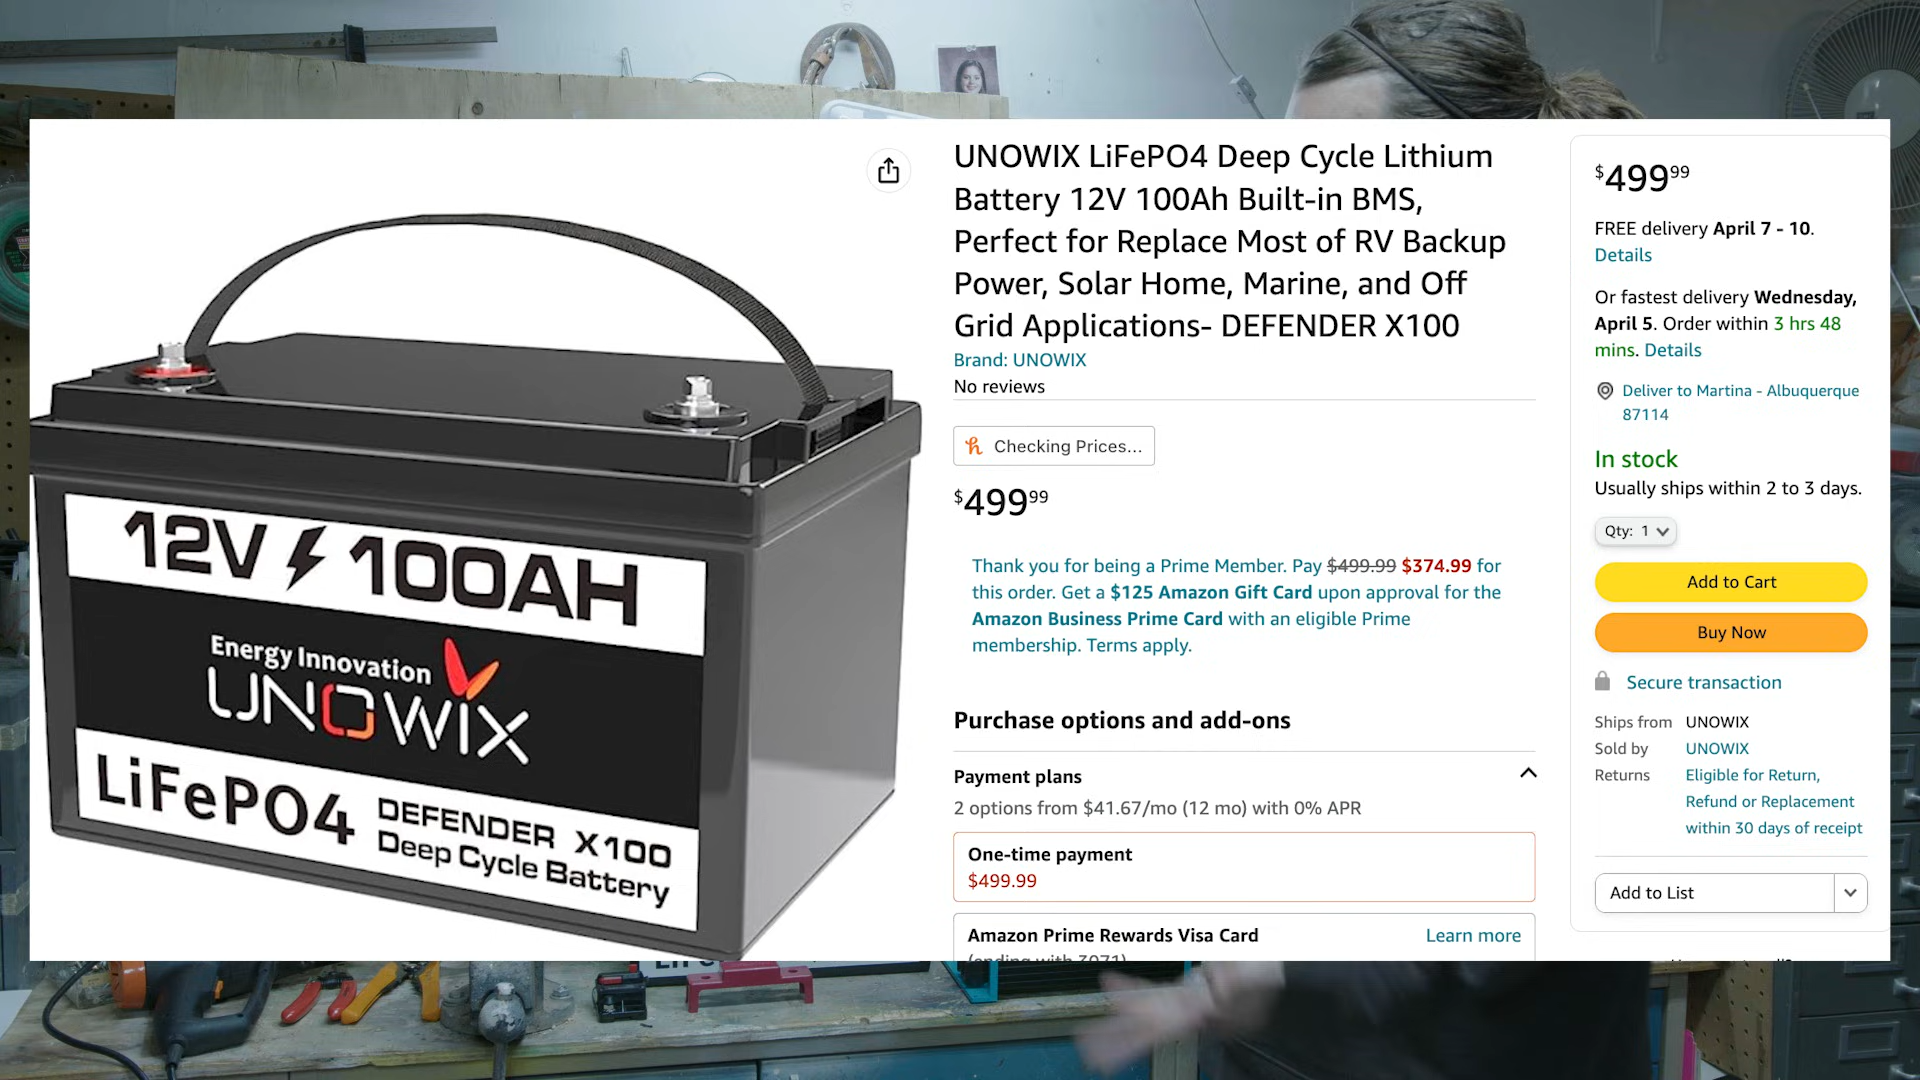 12V 100AH
Energy Innovation
UNOWIX
LiFePO4
DEFENDER X100
Deep Cycle Battery
UNOWIX LiFePO4 Deep Cycle Lithium
Battery 12V 100Ah Built-in BMS,
Perfect for Replace Most of RV Backup
Power, Solar Home, Marine, and Off
Grid Applications- DEFENDER X100
Brand: UNOWIX
No reviews
Checking Prices...
$499 99
Thank you for being a Prime Member. Pay $499.99 $374.99 for
this order. Get a $125 Amazon Gift Card upon approval for the
Amazon Business Prime Card with an eligible Prime
membership. Terms apply.
Purchase options and add-ons
Payment plans
2 options from $41.67/mo (12 mo) with 0% APR
One-time payment
$499.99
Amazon Prime Rewards Visa Card
Learn more
$499 99
FREE delivery April 7 - 10.
Details
Or fastest delivery Wednesday,
April 5. Order within 3 hrs 48
mins. Details
Deliver to Martina - Albuquerque
87114
In stock
Usually ships within 2 to 3 days.
Qty: 1
Add to Cart
Buy Now
Secure transaction
Ships from UNOWIX
Sold by UNOWIX
Returns Eligible for Return,
Refund or Replacement
within 30 days of receipt
Add to List